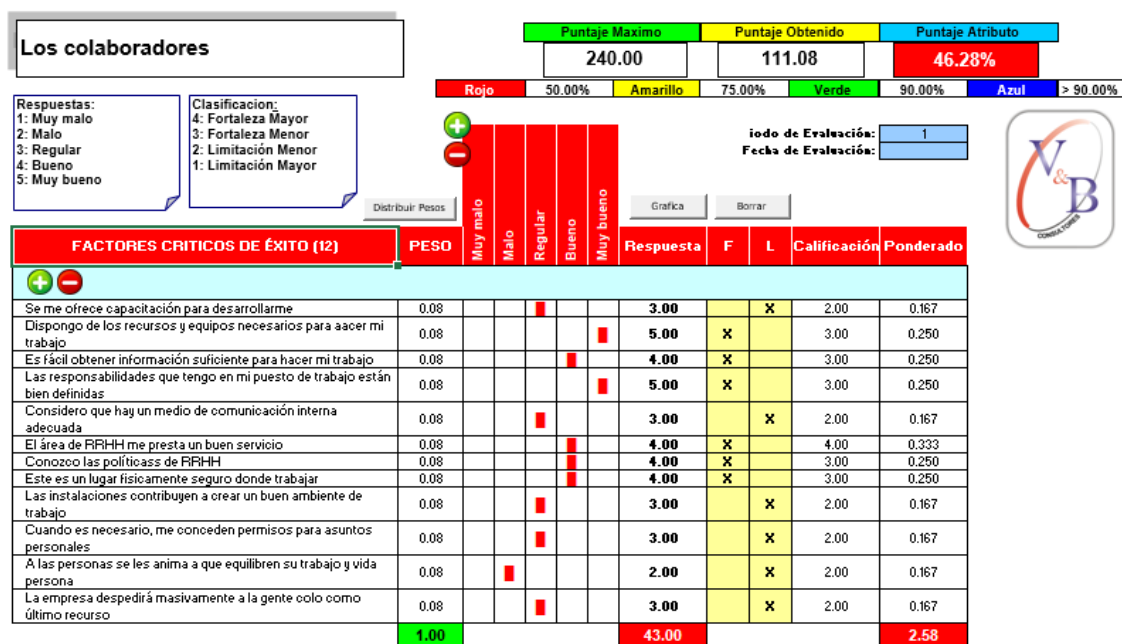 Los colaboradores
Puntaje Maximo Puntaje Obtenido Puntaje Atributo
240.00 111.08 46.28%
Rojo 50.00% Amarillo 75.00% Verde 90.00% Azul > 90.00%
Respuestas:
1: Muy malo
2: Malo
3: Regular
4: Bueno
5: Muy bueno
Clasificacion:
4: Fortaleza Mayor
3: Fortaleza Menor
2: Limitación Menor
1: Limitación Mayor
iodo de Evaluación: 1
Fecha de Evaluación:
V&B
CONSULTORES
Distribuir Pesos
Grafica
Borrar
FACTORES CRITICOS DE ÉXITO (12) PESO Muy malo Malo Regular Bueno Muy bueno Respuesta F L Calificación Ponderado
Se me ofrece capacitación para desarrollarme 0.08 3.00 X 2.00 0.167
Dispongo de los recursos y equipos necesarios para aacer mi
trabajo 0.08 5.00 X 3.00 0.250
Es fácil obtener información suficiente para hacer mi trabajo 0.08 4.00 X 3.00 0.250
Las responsabilidades que tengo en mi puesto de trabajo están
bien definidas 0.08 5.00 X 3.00 0.250
Considero que hay un medio de comunicación interna
adecuada 0.08 3.00 X 2.00 0.167
El área de RRHH me presta un buen servicio 0.08 4.00 X 4.00 0.333
Conozco las políticass de RRHH 0.08 4.00 X 3.00 0.250
Este es un lugar fisicamente seguro donde trabajar 0.08 4.00 X 3.00 0.250
Las instalaciones contribuyen a crear un buen ambiente de
trabajo 0.08 3.00 X 2.00 0.167
Cuando es necesario, me conceden permisos para asuntos
personales 0.08 3.00 X 2.00 0.167
A las personas se les anima a que equilibren su trabajo y vida
persona 0.08 2.00 X 2.00 0.167
La empresa despedirá masivamente a la gente colo como
último recurso 0.08 3.00 X 2.00 0.167
1.00 43.00 2.58